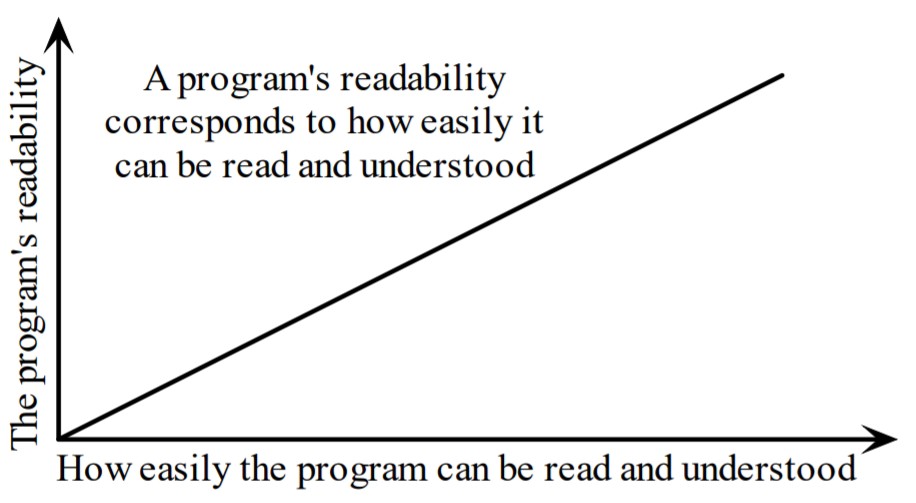 The program's readability
A program's readability
corresponds to how easily it
can be read and understood
How easily the program can be read and understood